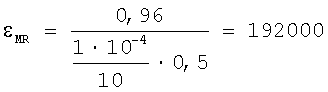 ε_MR = 0,96 / ((1·10^-4 / 10) · 0,5) = 192000